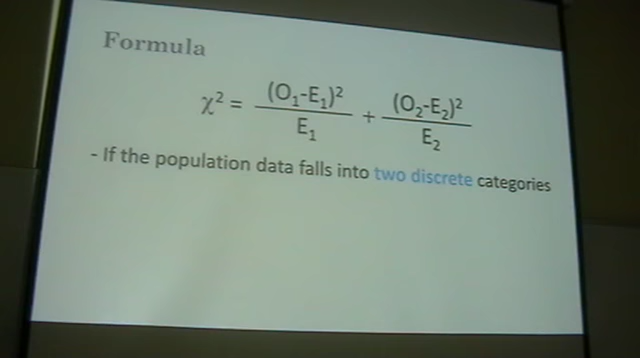 Formula
χ² = (O₁-E₁)²/E₁ + (O₂-E₂)²/E₂
- If the population data falls into two discrete categories